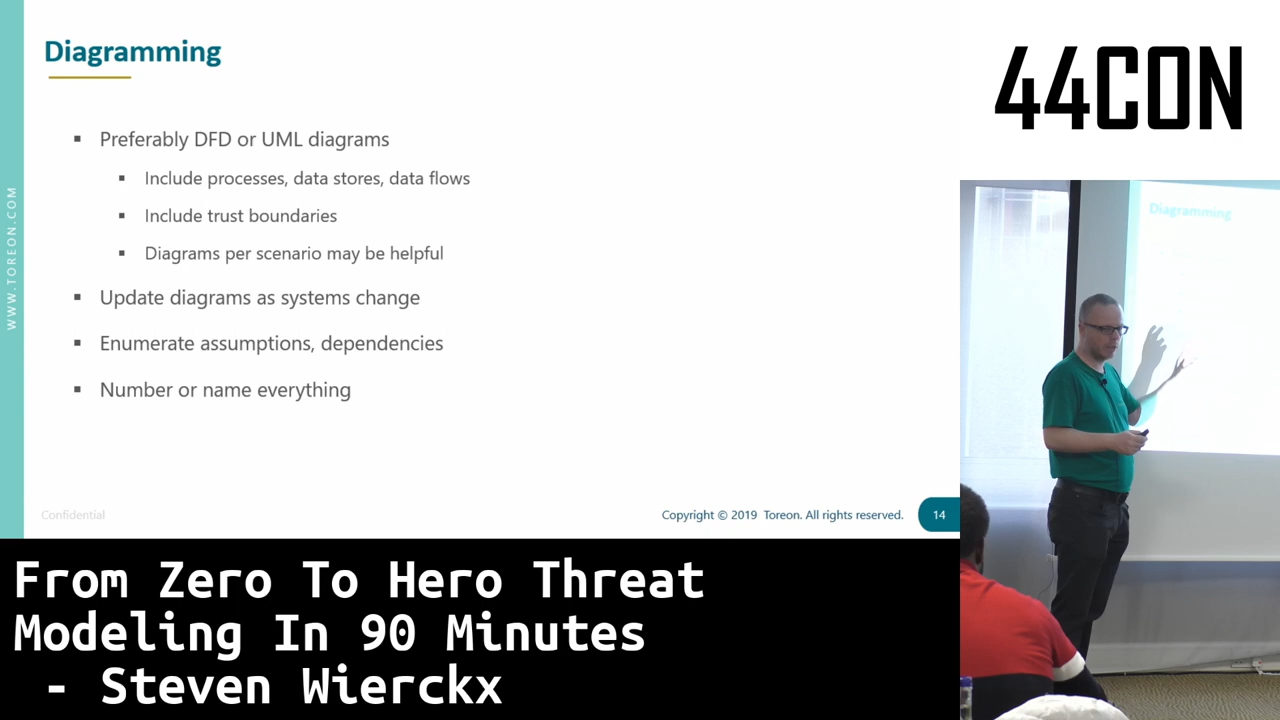 Diagramming
▪ Preferably DFD or UML diagrams
▪ Include processes, data stores, data flows
▪ Include trust boundaries
▪ Diagrams per scenario may be helpful
▪ Update diagrams as systems change
▪ Enumerate assumptions, dependencies
▪ Number or name everything
WWW.TOREON.COM
Confidential
Copyright © 2019 Toreon. All rights reserved.
14
44CON
Diagramming
From Zero To Hero Threat
Modeling In 90 Minutes
- Steven Wierckx